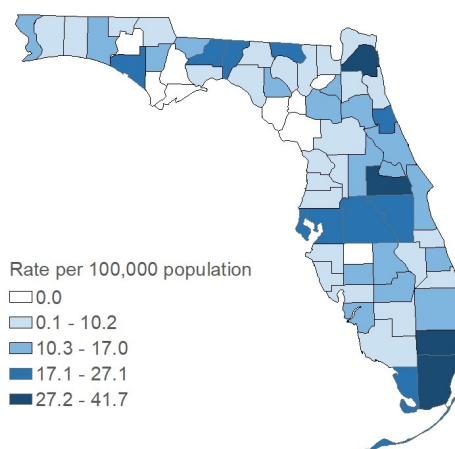 Rate per 100,000 population
0.0
0.1 - 10.2
10.3 - 17.0
17.1 - 27.1
27.2 - 41.7